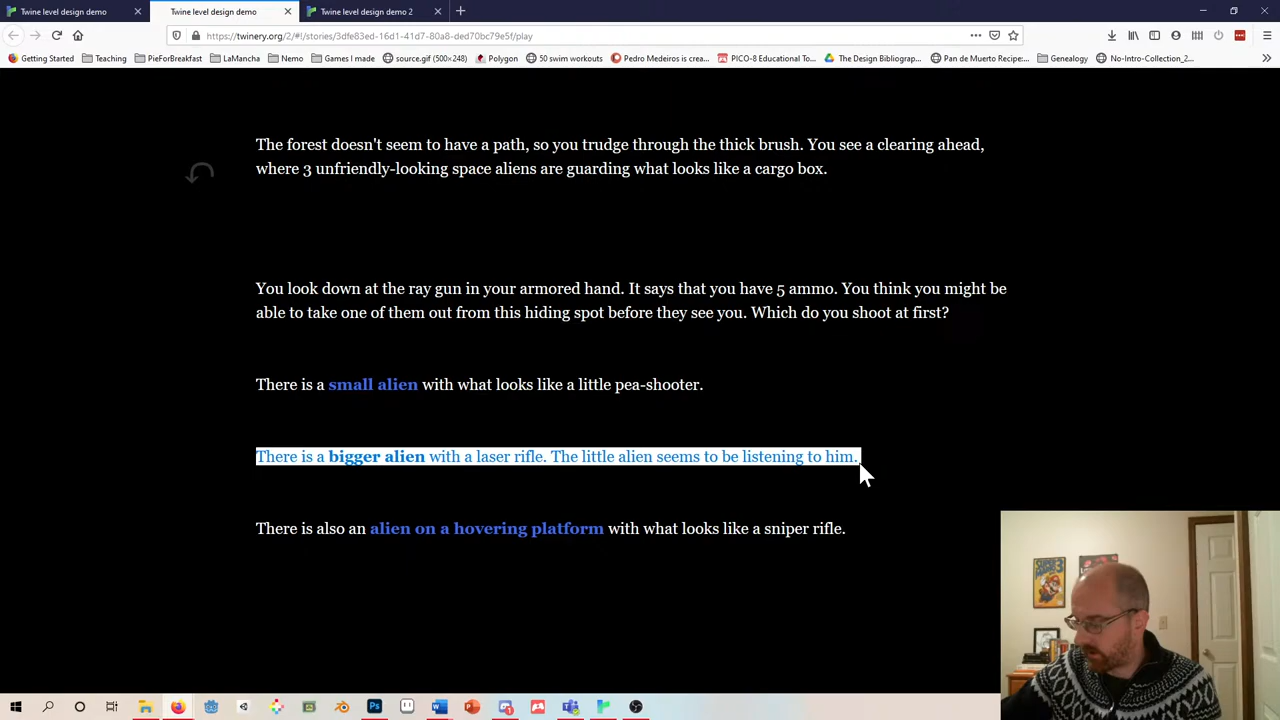 Twine level design demo
Twine level design demo
Twine level design demo 2
https://twinery.org/2/#!/stories/3dfe83ed-16d1-41d7-80a8-ded70bc79e5f/play
Getting Started
Teaching
PieForBreakfast
LaMancha
Nemo
Games I made
source.gif (500×248)
Polygon
50 swim workouts
Pedro Medeiros is crea...
PICO-8 Educational To...
The Design Bibliograp...
Pan de Muerto Recipe:...
Genealogy
No-Intro-Collection_2...
The forest doesn't seem to have a path, so you trudge through the thick brush. You see a clearing ahead,
where 3 unfriendly-looking space aliens are guarding what looks like a cargo box.
You look down at the ray gun in your armored hand. It says that you have 5 ammo. You think you might be
able to take one of them out from this hiding spot before they see you. Which do you shoot at first?
There is a small alien with what looks like a little pea-shooter.
There is a bigger alien with a laser rifle. The little alien seems to be listening to him.
There is also an alien on a hovering platform with what looks like a sniper rifle.